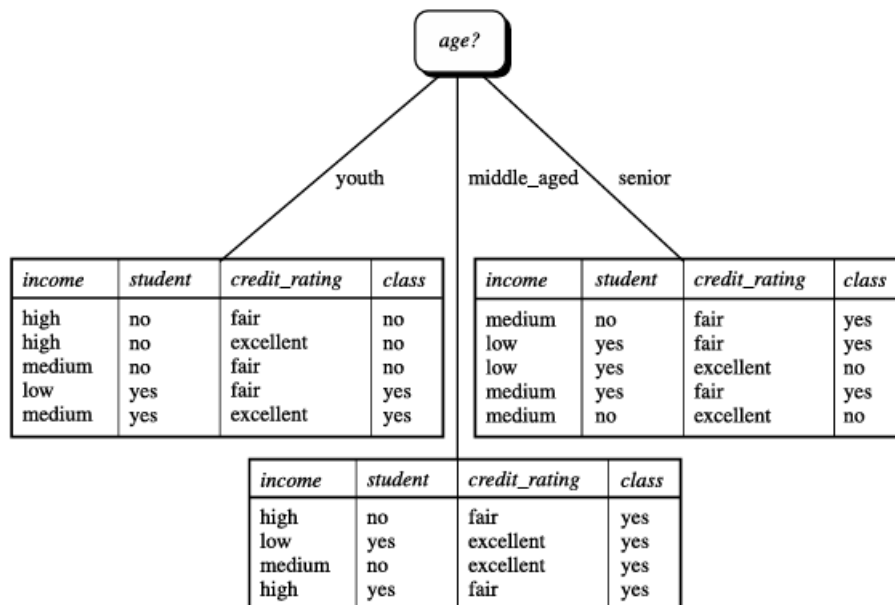 age?
youth
middle_aged
senior
income student credit_rating class
high no fair no
high no excellent no
medium no fair no
low yes fair yes
medium yes excellent yes
income student credit_rating class
medium no fair yes
low yes fair yes
low yes excellent no
medium yes fair yes
medium no excellent no
income student credit_rating class
high no fair yes
low yes excellent yes
medium no excellent yes
high yes fair yes